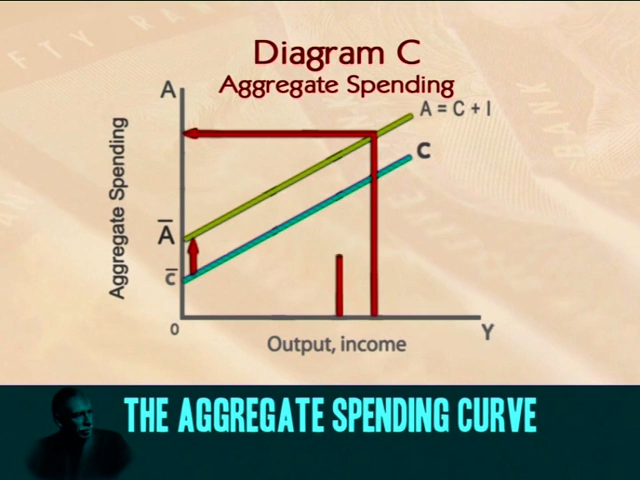 Diagram C
Aggregate Spending
A
A = C + I
C
Aggregate Spending
A̅
c̅
0
Output, income
Y
THE AGGREGATE SPENDING CURVE